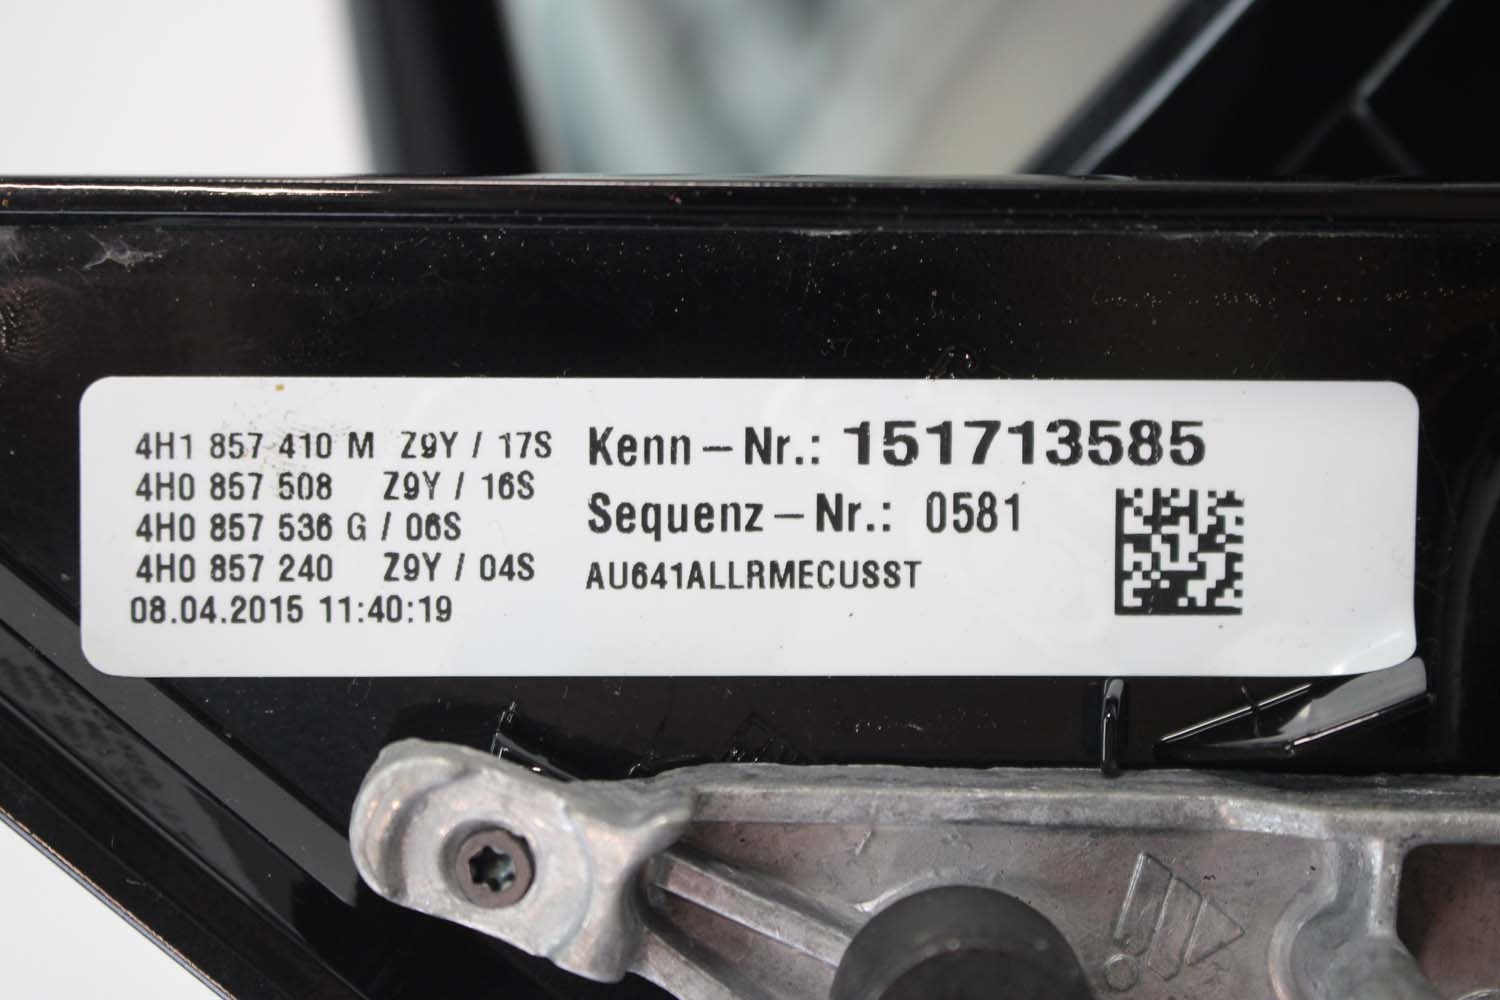 4H1 857 410 M Z9Y / 17S
4H0 857 508 Z9Y / 16S
4H0 857 536 G / 06S
4H0 857 240 Z9Y / 04S
08.04.2015 11:40:19
Kenn-Nr.: 151713585
Sequenz-Nr.: 0581
AU641ALLRMECUSST